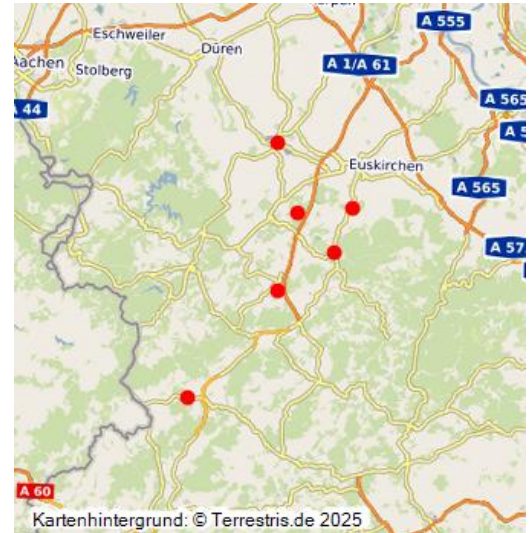 A 555
Eschweiler
Düren
Aachen
A 1/A 61
Stolberg
A 44
A 565
Euskirchen
A 565
A 57
A 60
Kartenhintergrund: © Terrestris.de 2025